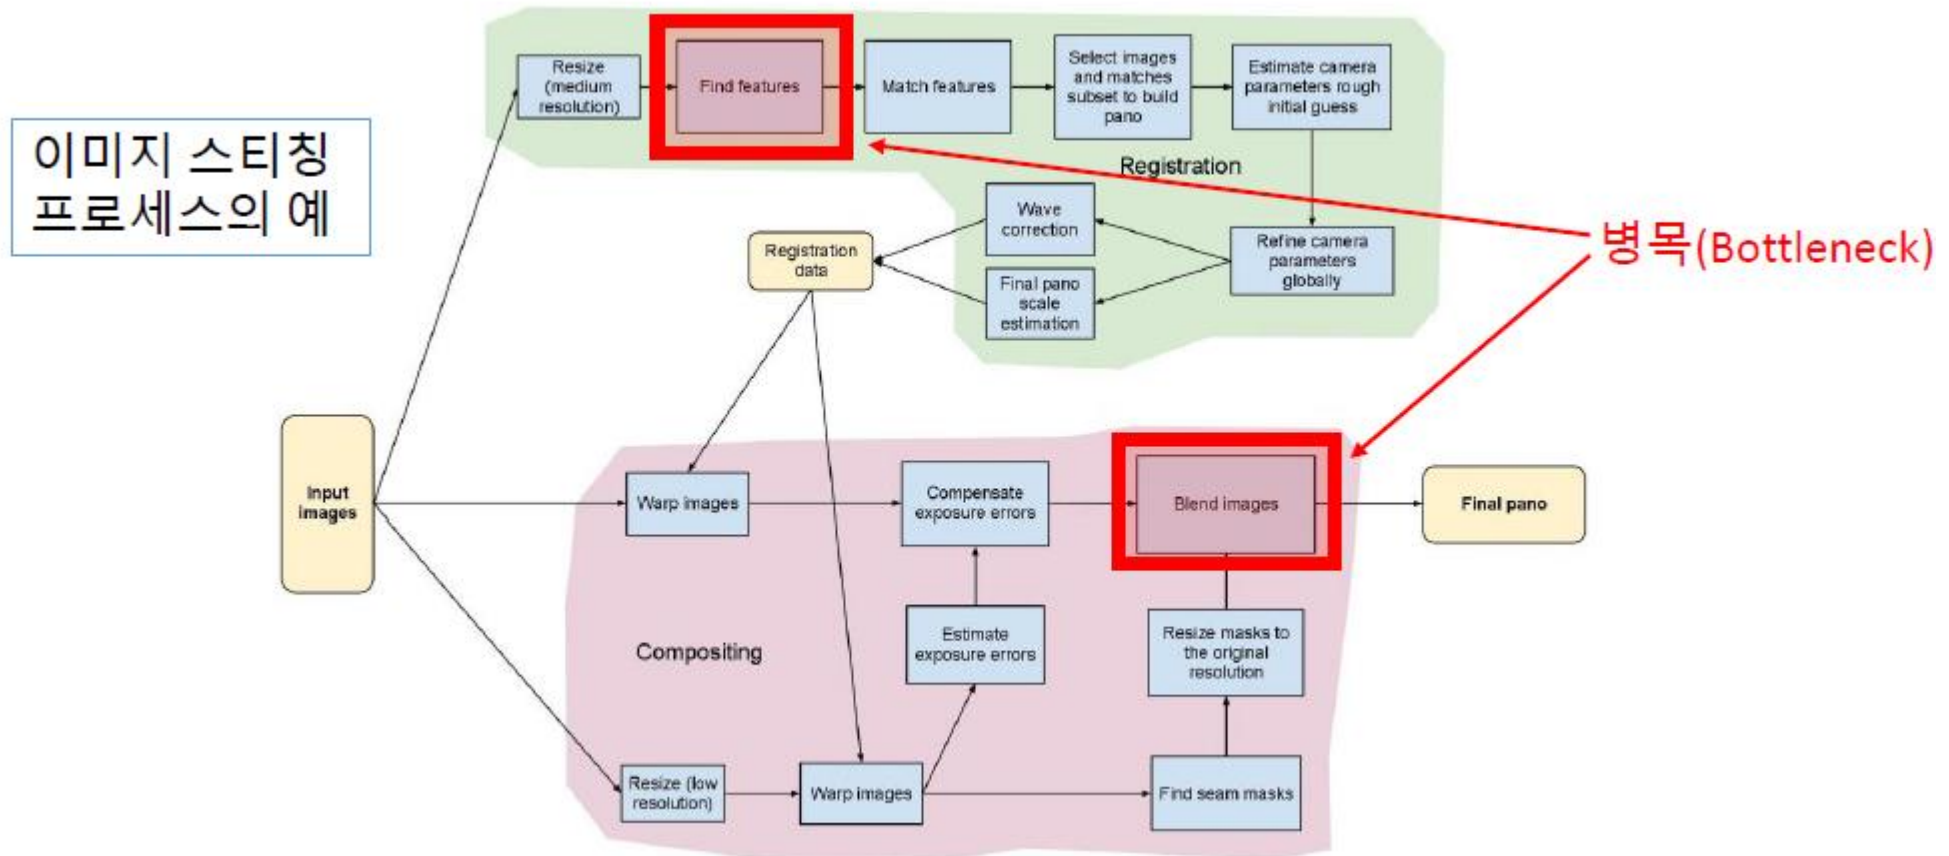 이미지 스티칭
프로세스의 예
Resize
(medium
resolution)
Find features
Match features
Select images
and matches
subset to build
pano
Estimate camera
parameters rough
initial guess
Registration
Wave
correction
Refine camera
parameters
globally
Final pano
scale
estimation
Registration
data
병목(Bottleneck)
Input
images
Warp images
Compensate
exposure errors
Blend images
Final pano
Estimate
exposure errors
Resize masks to
the original
resolution
Compositing
Resize (low
resolution)
Warp images
Find seam masks